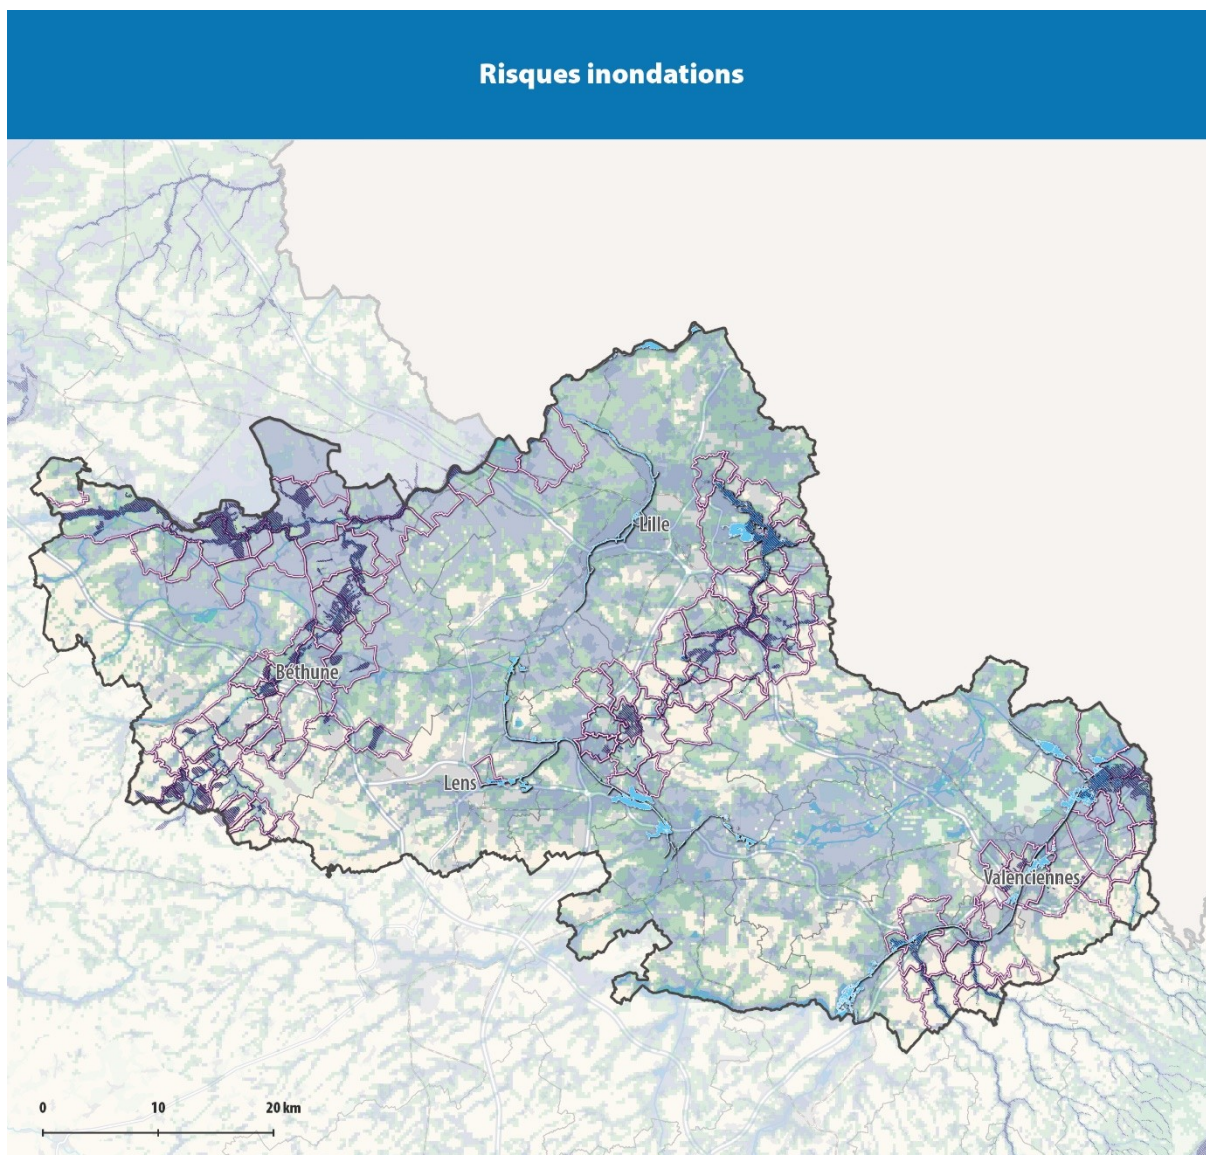 Risques inondations
Lille
Béthune
Lens
Valenciennes
0 10 20 km